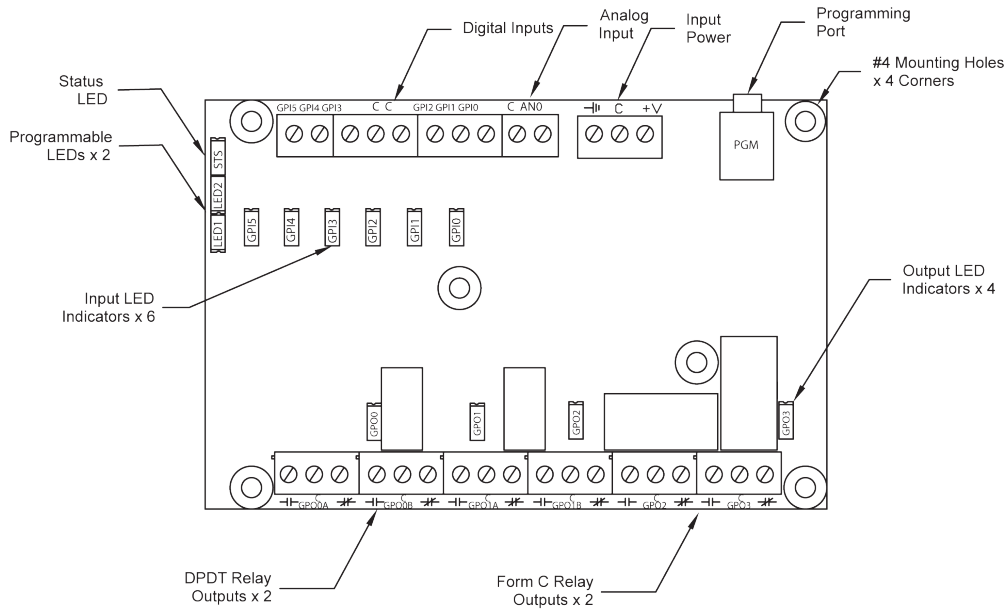 Digital Inputs
Analog
Input
Input
Power
Programming
Port
#4 Mounting Holes
x 4 Corners
Status
LED
Programmable
LEDs x 2
GPI5 GPI4 GPI3
C C
GPI2 GPI1 GPI0
C AN0
C
+V
PGM
STS
LED2
LED1
GPI5
GPI4
GPI3
GPI2
GPI1
GPI0
Input LED
Indicators x 6
Output LED
Indicators x 4
GPO0
GPO1
GPO2
GPO3
C
C
C
C
C
C
GPO0A
GPO0B
GPO1A
GPO1B
GPO2
GPO3
DPDT Relay
Outputs x 2
Form C Relay
Outputs x 2